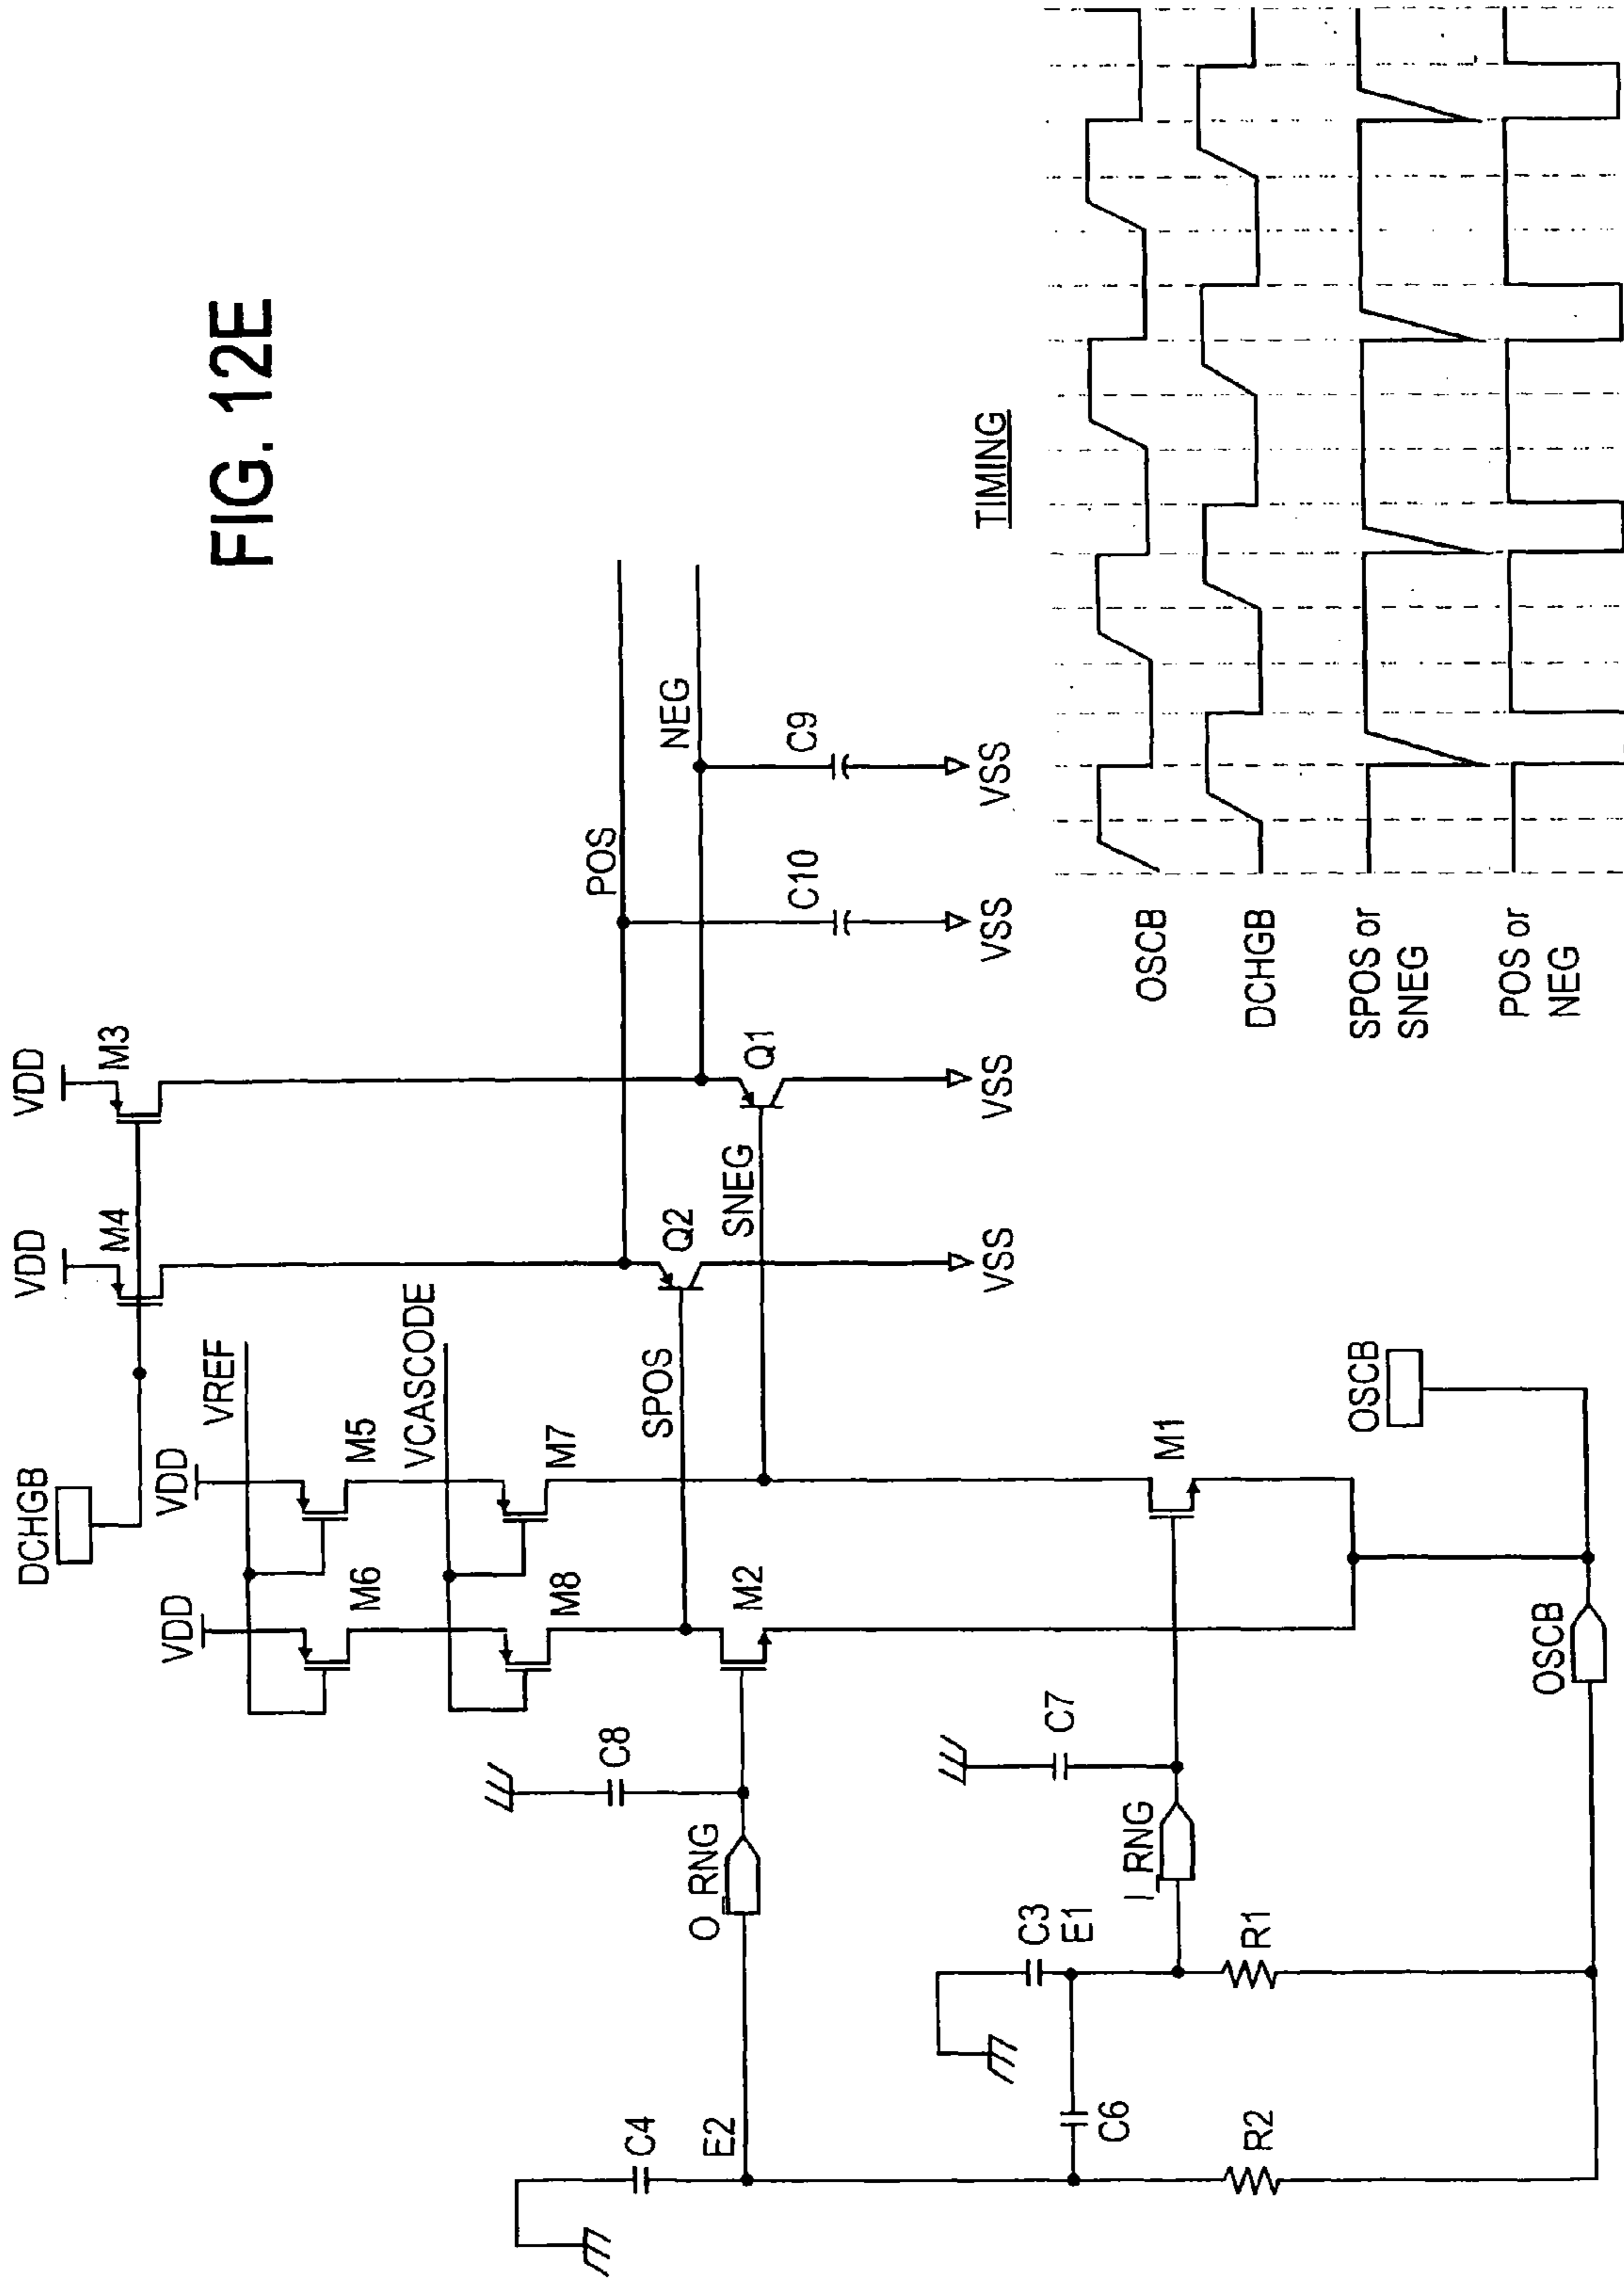 FIG. 12E
DCHGB
VDD
VDD
M4
M3
VDD
VDD
VREF
M6
M5
VCASCODE
M8
M7
POS
NEG
SPOS
Q2
SNEG
Q1
C10
C9
VSS
VSS
VSS
VSS
M2
M1
C8
O_RNG
C7
I_RNG
C4
E2
C3
E1
C6
R2
R1
OSCB
OSCB
TIMING
OSCB
DCHGB
SPOS or
SNEG
POS or
NEG